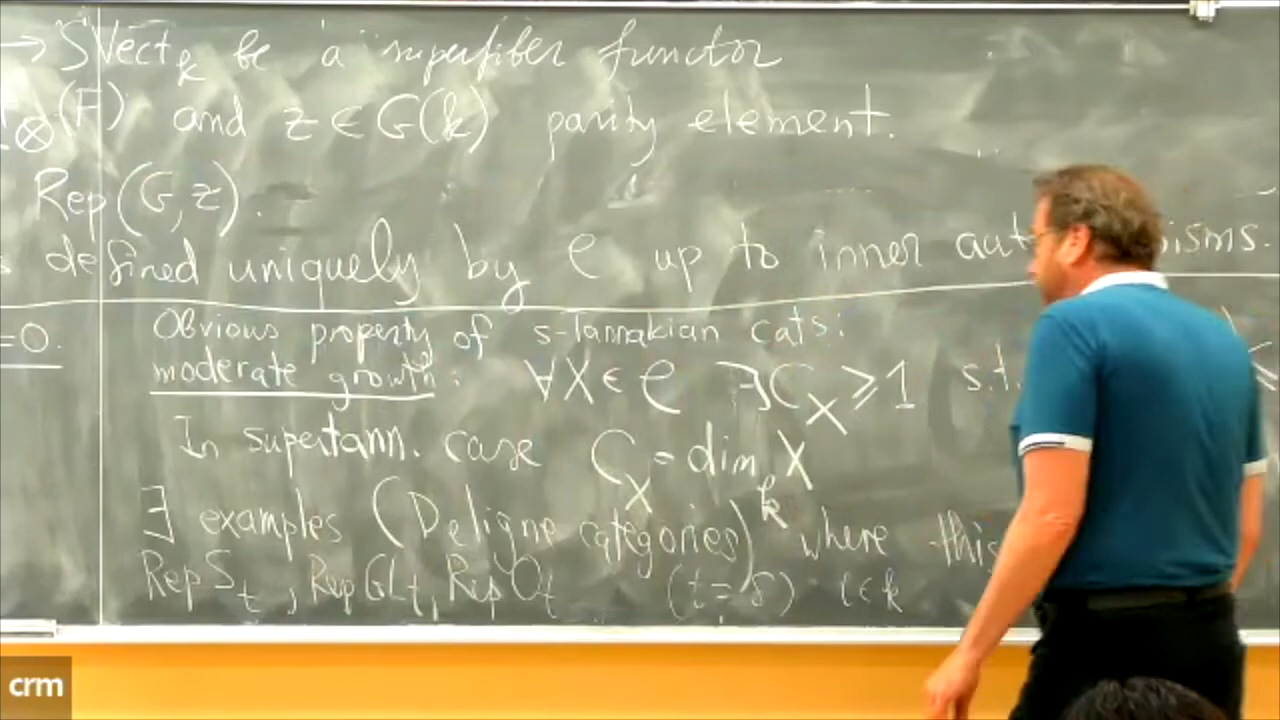 → SVect_k be a superfiber functor
⊗(F) and z ∈ G(k) parity element.
Rep(G,z).
s defined uniquely by C up to inner aut isms.
=0.
Obvious property of s-Tannakian cats:
moderate growth: ∀X∈C ∃C_X ⩾ 1 s.t. ≤
In supertann. case C_X = dim_k X
∃ examples (Deligne categories) where this
Rep S_t, Rep GL_t, Rep O_t (t=δ) t∈k
crm